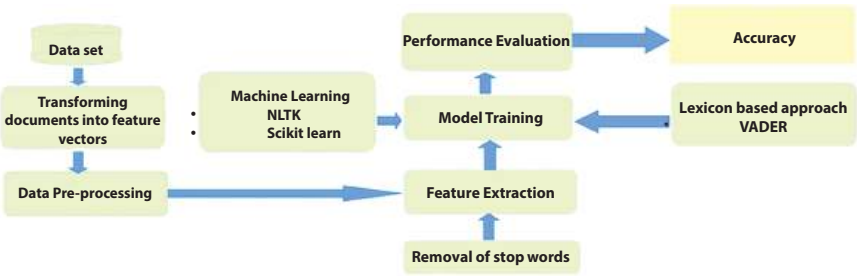 Data set
Transforming
documents into feature
vectors
Data Pre-processing
Machine Learning
• NLTK
• Scikit learn
Performance Evaluation
Model Training
Feature Extraction
Removal of stop words
Accuracy
Lexicon based approach
VADER